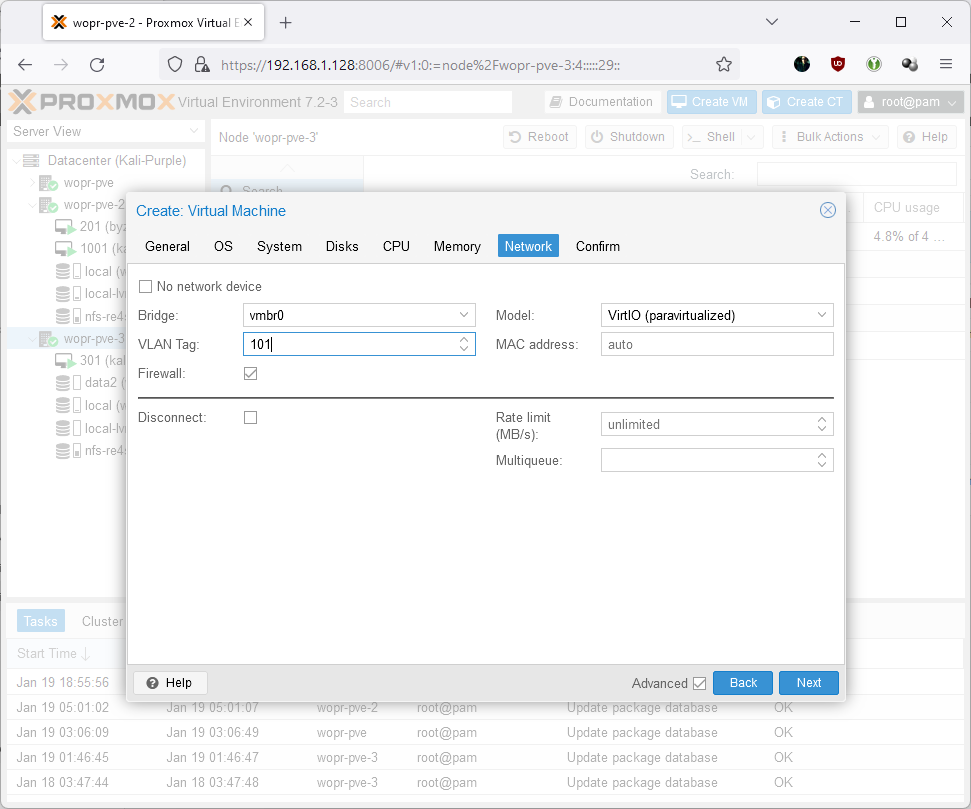 wopr-pve-2 - Proxmox Virtual E
https://192.168.1.128:8006/#v1:0:=node%2Fwopr-pve-3:4:::::29::
PROXMOX Virtual Environment 7.2-3 Search Documentation Create VM Create CT root@pam
Server View
Node 'wopr-pve-3' Reboot Shutdown Shell Bulk Actions Help
Datacenter (Kali-Purple)
Search:
wopr-pve
Search
wopr-pve-2
CPU usage
201 (byz
1001 (ka
4.8% of 4 ...
local (w
local-lv
nfs-re4s
wopr-pve-3
301 (kal
data2 (
local (w
local-lv
nfs-re4s
Create: Virtual Machine
General OS System Disks CPU Memory Network Confirm
No network device
Bridge: vmbr0 Model: VirtIO (paravirtualized)
VLAN Tag: 101 MAC address: auto
Firewall:
Disconnect: Rate limit
(MB/s): unlimited
Multiqueue:
Help Advanced Back Next
Tasks Cluster
Start Time
Jan 19 18:55:56
Jan 19 05:01:02 Jan 19 05:01:07 wopr-pve-2 root@pam Update package database OK
Jan 19 03:06:09 Jan 19 03:06:49 wopr-pve root@pam Update package database OK
Jan 19 01:46:45 Jan 19 01:46:47 wopr-pve-3 root@pam Update package database OK
Jan 18 03:47:44 Jan 18 03:47:48 wopr-pve-3 root@pam Update package database OK